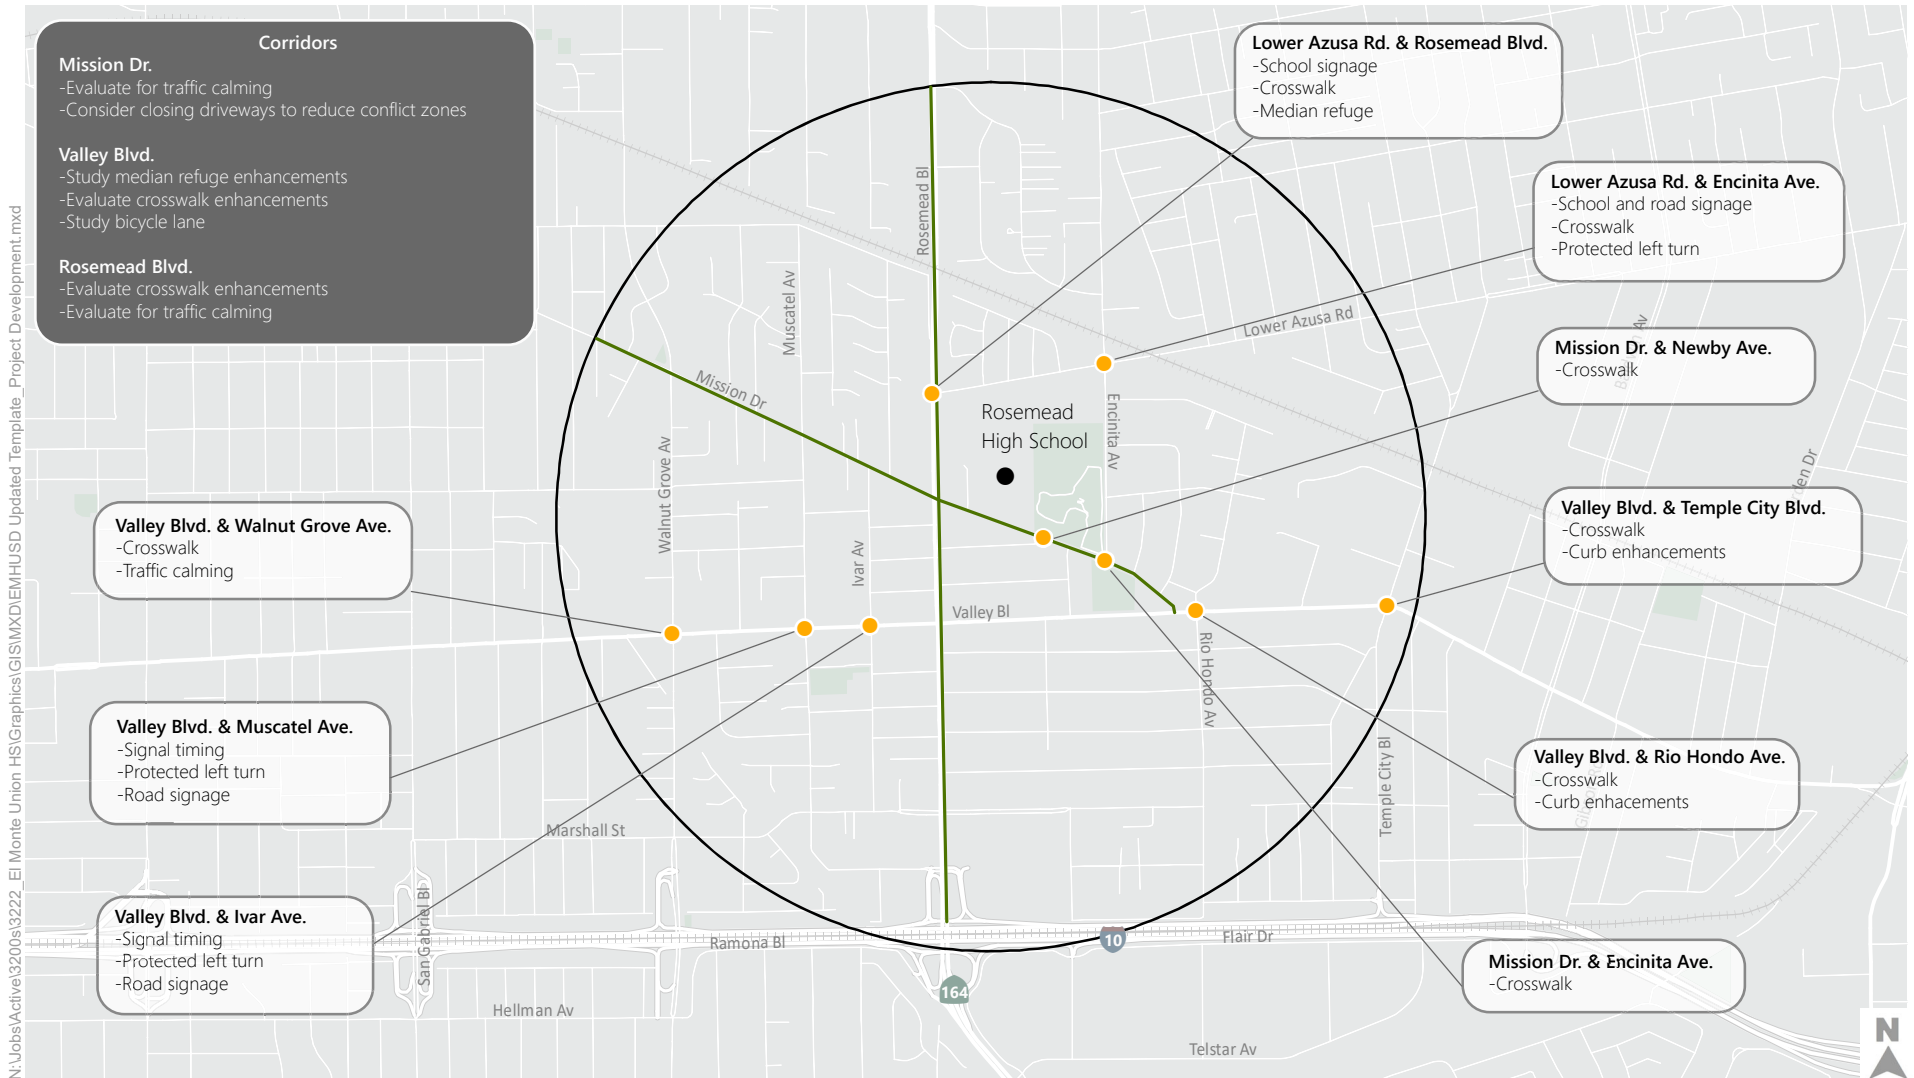 Corridors
Mission Dr.
-Evaluate for traffic calming
-Consider closing driveways to reduce conflict zones
Valley Blvd.
-Study median refuge enhancements
-Evaluate crosswalk enhancements
-Study bicycle lane
Rosemead Blvd.
-Evaluate crosswalk enhancements
-Evaluate for traffic calming
Lower Azusa Rd. & Rosemead Blvd.
-School signage
-Crosswalk
-Median refuge
Lower Azusa Rd. & Encinita Ave.
-School and road signage
-Crosswalk
-Protected left turn
Mission Dr. & Newby Ave.
-Crosswalk
Valley Blvd. & Temple City Blvd.
-Crosswalk
-Curb enhancements
Valley Blvd. & Rio Hondo Ave.
-Crosswalk
-Curb enhacements
Mission Dr. & Encinita Ave.
-Crosswalk
Valley Blvd. & Walnut Grove Ave.
-Crosswalk
-Traffic calming
Valley Blvd. & Muscatel Ave.
-Signal timing
-Protected left turn
-Road signage
Valley Blvd. & Ivar Ave.
-Signal timing
-Protected left turn
-Road signage
Rosemead
High School
Rosemead Bl
Muscatel Av
Mission Dr
Walnut Grove Av
Ivar Av
Valley Bl
Lower Azusa Rd
Encinita Av
Rio Hondo Av
Temple City Bl
Av
den Dr
Marshall St
San Gabriel Bl
Ramona Bl
Flair Dr
Hellman Av
Telstar Av
10
164
N
N:\Jobs\Active\3200s\3222_El Monte Union HS\Graphics\GIS\MXD\EMHUSD Updated Template_Project Development.mxd